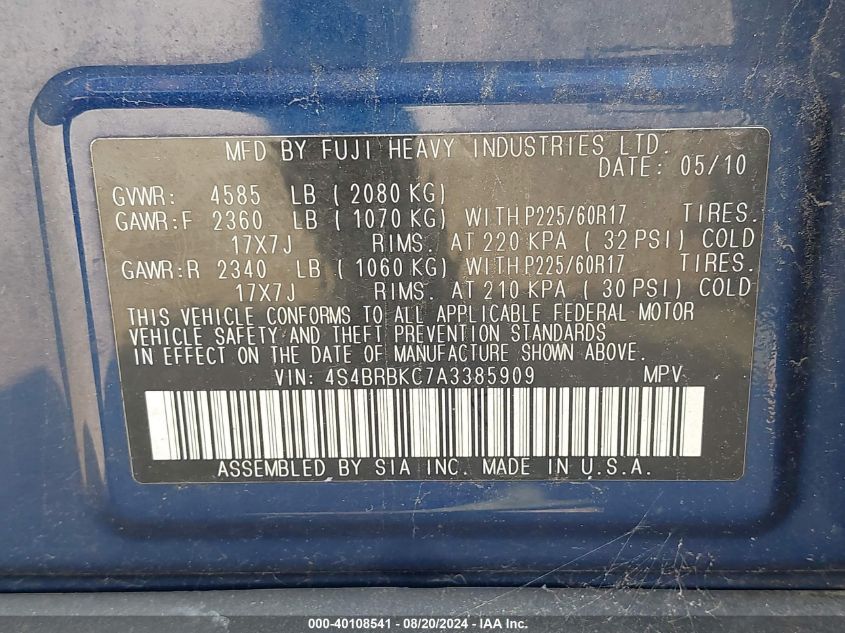 MFD BY FUJI HEAVY INDUSTRIES LTD.
DATE: 05/10
GVWR: 4585 LB ( 2080 KG)
GAWR:F 2360 LB ( 1070 KG) WITH P225/60R17 TIRES.
17X7J RIMS. AT 220 KPA ( 32 PSI) COLD
GAWR:R 2340 LB ( 1060 KG) WITH P225/60R17 TIRES.
17X7J RIMS. AT 210 KPA ( 30 PSI) COLD
THIS VEHICLE CONFORMS TO ALL APPLICABLE FEDERAL MOTOR
VEHICLE SAFETY AND THEFT PREVENTION STANDARDS
IN EFFECT ON THE DATE OF MANUFACTURE SHOWN ABOVE.
VIN: 4S4BRBKC7A3385909 MPV
ASSEMBLED BY SIA INC. MADE IN U.S.A.
000-40108541 - 08/20/2024 - IAA Inc.